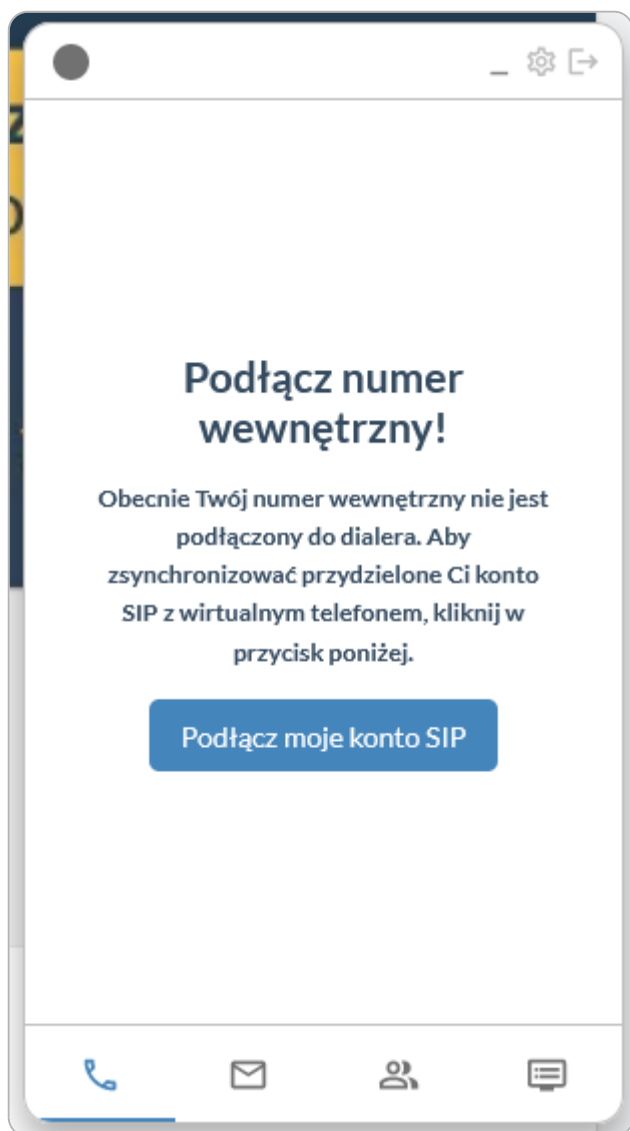 Podłącz numer
wewnętrzny!
Obecnie Twój numer wewnętrzny nie jest
podłączony do dialera. Aby
zsynchronizować przydzielone Ci konto
SIP z wirtualnym telefonem, kliknij w
przycisk poniżej.
Podłącz moje konto SIP